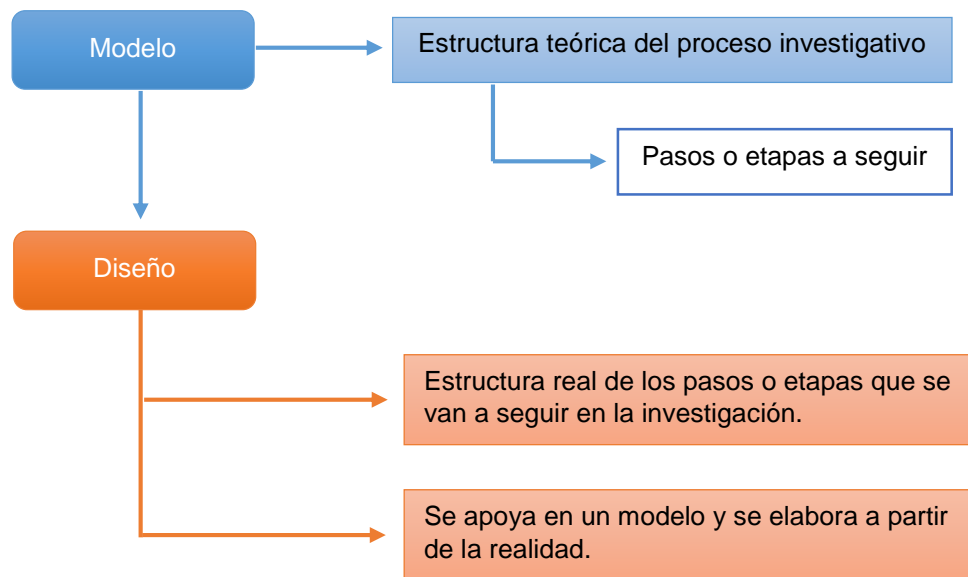 Modelo
Estructura teórica del proceso investigativo
Pasos o etapas a seguir
Diseño
Estructura real de los pasos o etapas que se
van a seguir en la investigación.
Se apoya en un modelo y se elabora a partir
de la realidad.